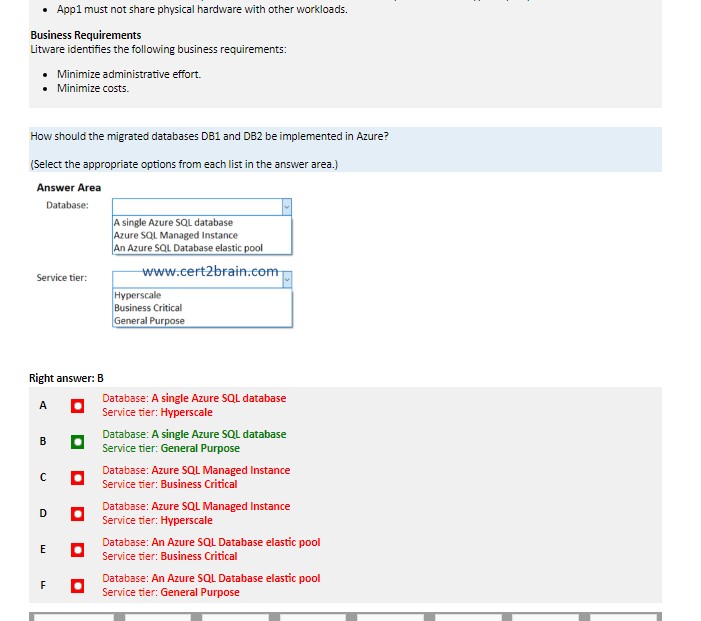 • App1 must not share physical hardware with other workloads.
Business Requirements
Litware identifies the following business requirements:
• Minimize administrative effort.
• Minimize costs.
How should the migrated databases DB1 and DB2 be implemented in Azure?
(Select the appropriate options from each list in the answer area.)
Answer Area
Database:
A single Azure SQL database
Azure SQL Managed Instance
An Azure SQL Database elastic pool
www.cert2brain.com
Service tier:
Hyperscale
Business Critical
General Purpose
Right answer: B
A Database: A single Azure SQL database
Service tier: Hyperscale
B Database: A single Azure SQL database
Service tier: General Purpose
C Database: Azure SQL Managed Instance
Service tier: Business Critical
D Database: Azure SQL Managed Instance
Service tier: Hyperscale
E Database: An Azure SQL Database elastic pool
Service tier: Business Critical
F Database: An Azure SQL Database elastic pool
Service tier: General Purpose